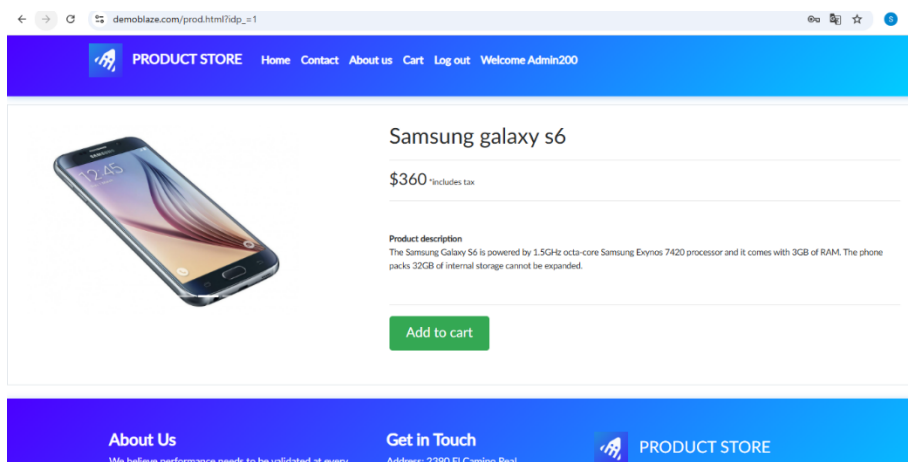 demoblaze.com/prod.html?idp_=1
S
PRODUCT STORE Home Contact About us Cart Log out Welcome Admin200
SAMSUNG
12:45
Samsung galaxy s6
$360 *includes tax
Product description
The Samsung Galaxy S6 is powered by 1.5GHz octa-core Samsung Exynos 7420 processor and it comes with 3GB of RAM. The phone
packs 32GB of internal storage cannot be expanded.
Add to cart
About Us
Get in Touch
PRODUCT STORE
We believe performance needs to be validated at every
Address: 2390 El Camino Real